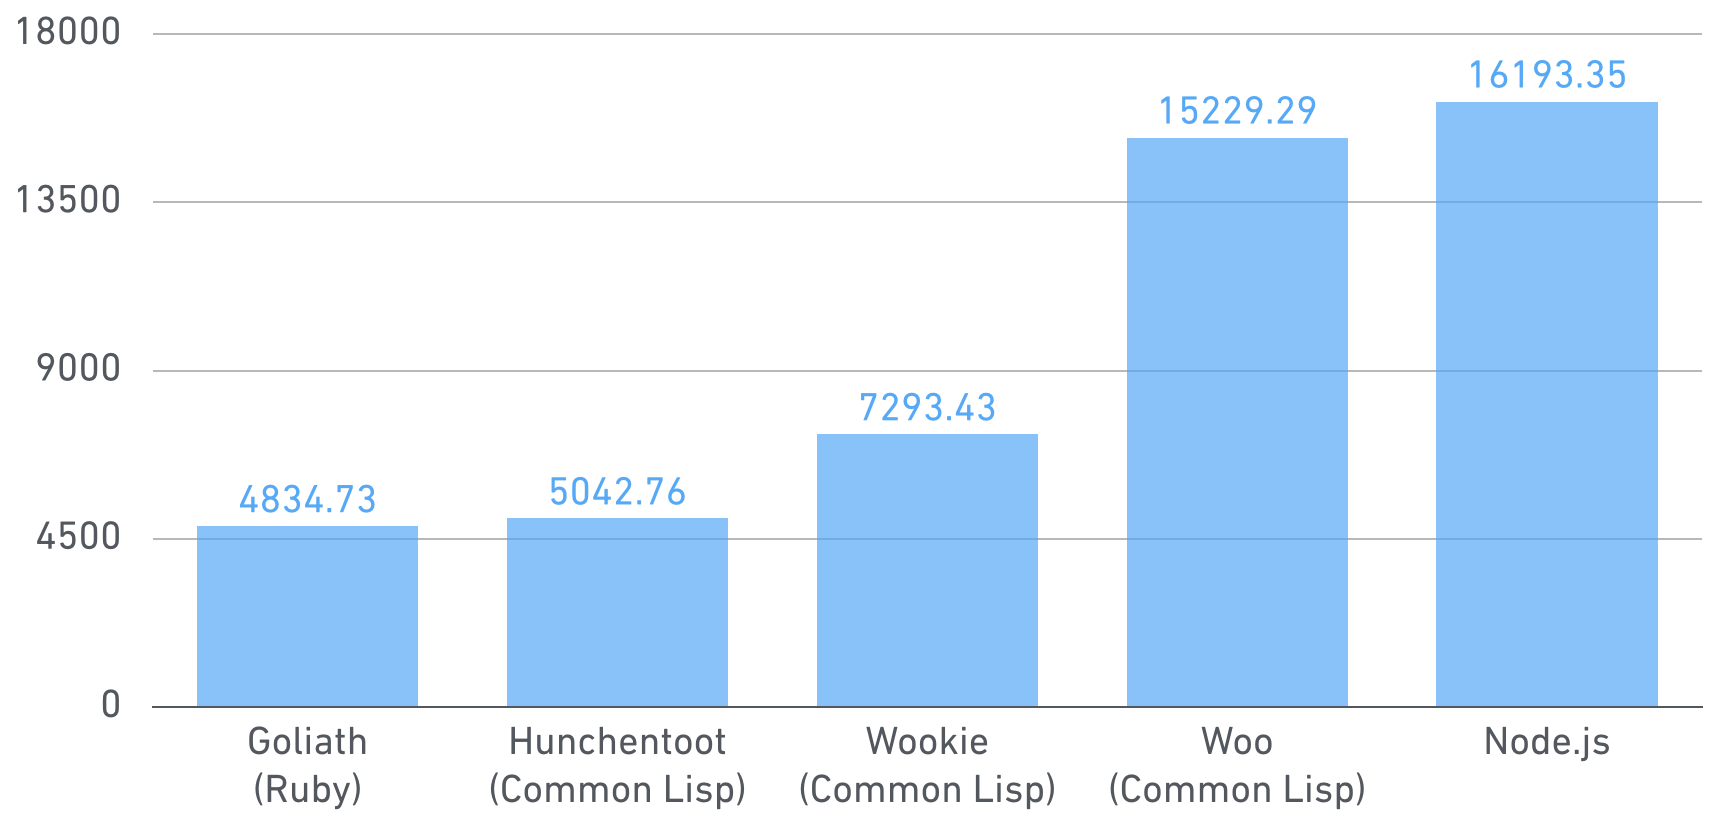 18000
13500
9000
4500
0
4834.73
5042.76
7293.43
15229.29
16193.35
Goliath
(Ruby)
Hunchentoot
(Common Lisp)
Wookie
(Common Lisp)
Woo
(Common Lisp)
Node.js